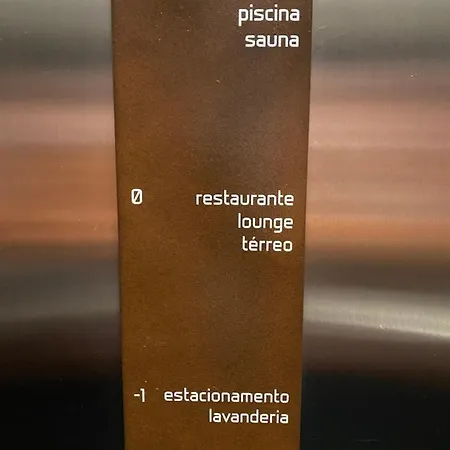 piscina
sauna
0 restaurante
lounge
térreo
-1 estacionamento
lavanderia